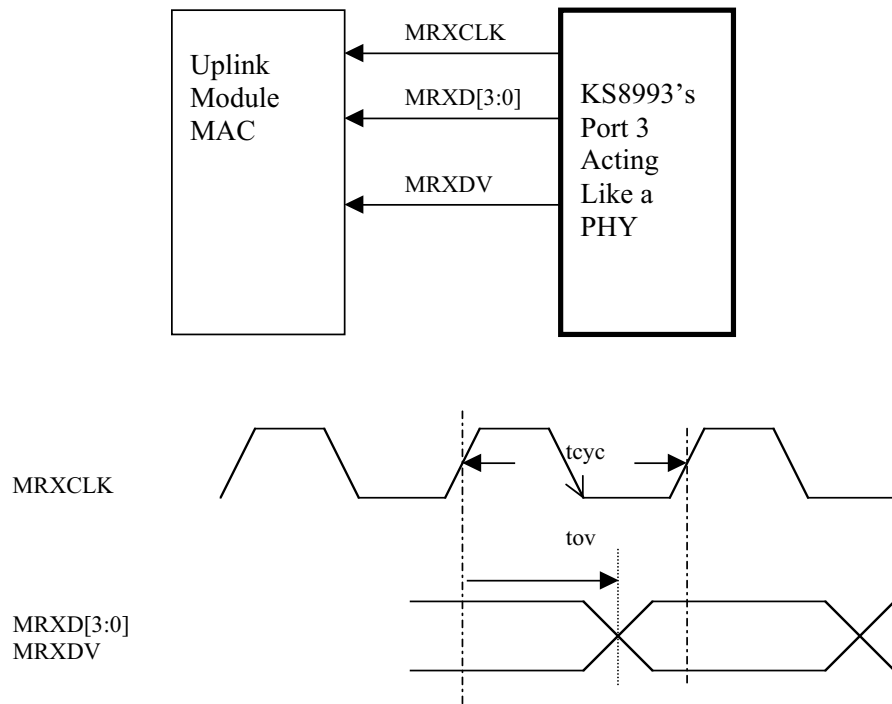 Uplink
Module
MAC
MRXCLK
MRXD[3:0]
MRXDV
KS8993's
Port 3
Acting
Like a
PHY
MRXCLK
tcyc
tov
MRXD[3:0]
MRXDV